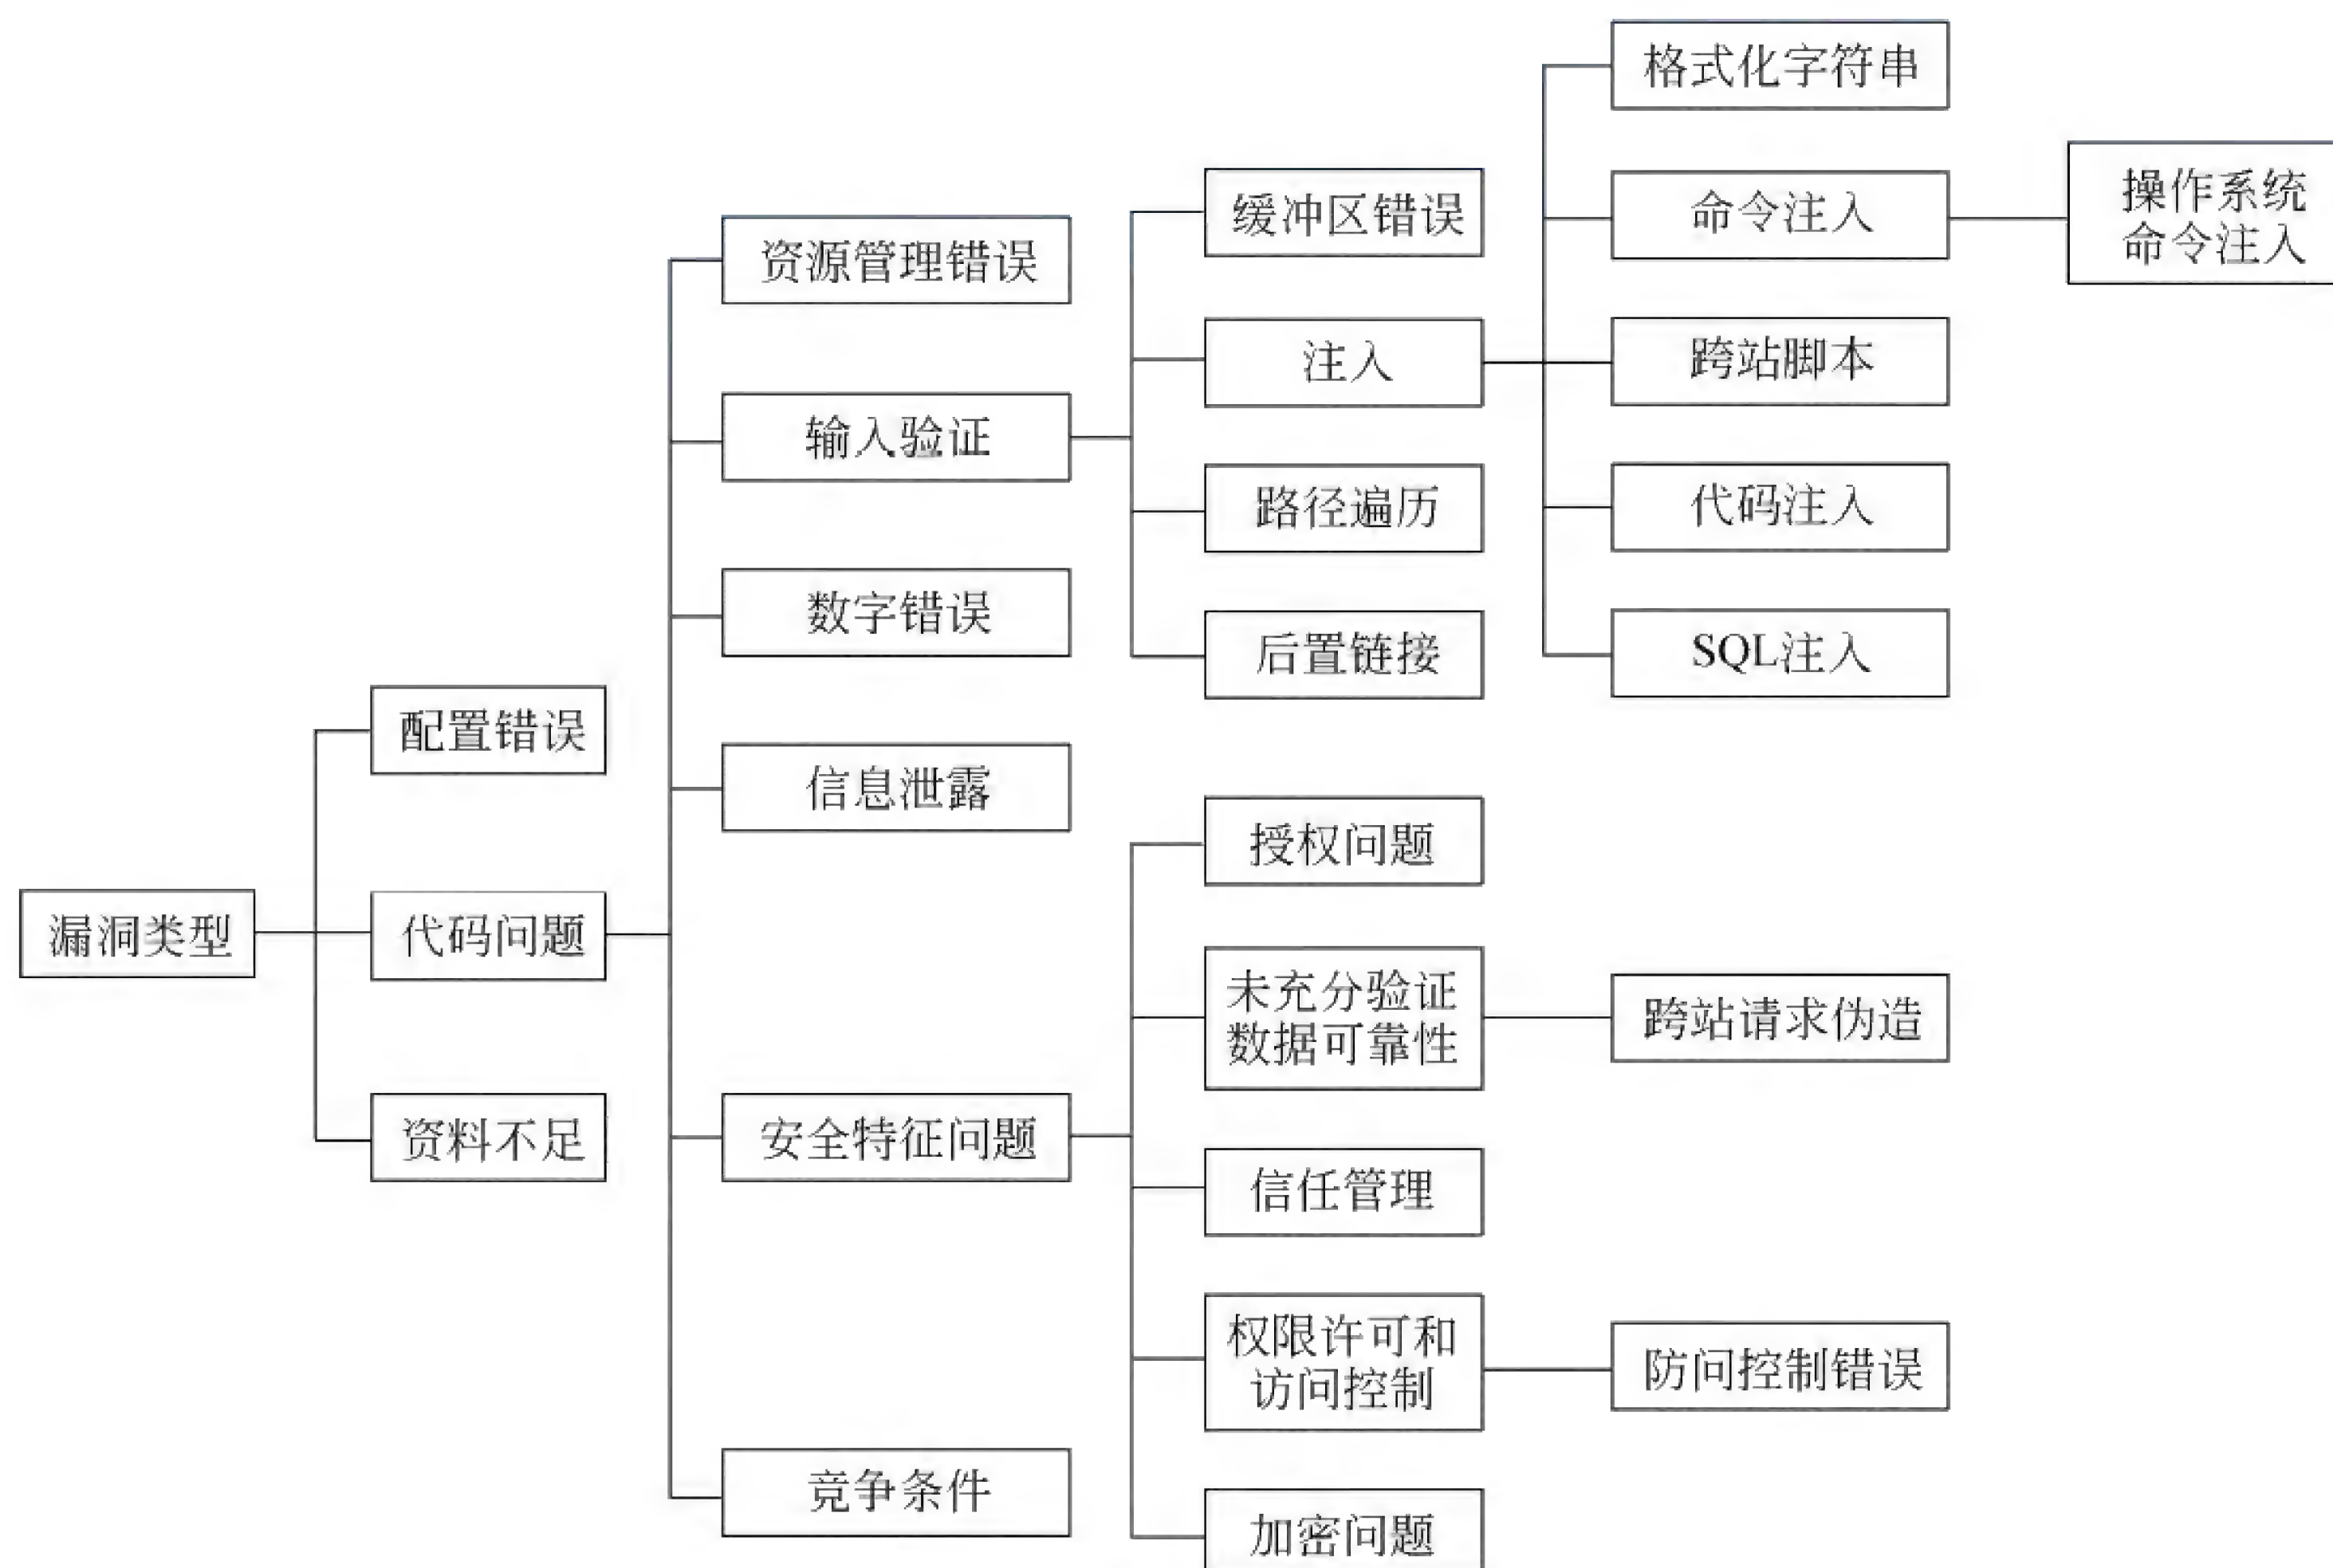 漏洞类型
配置错误
代码问题
资料不足
资源管理错误
输入验证
数字错误
信息泄露
安全特征问题
竞争条件
缓冲区错误
注入
路径遍历
后置链接
授权问题
未充分验证
数据可靠性
信任管理
权限许可和
访问控制
加密问题
格式化字符串
命令注入
跨站脚本
代码注入
SQL注入
跨站请求伪造
防问控制错误
操作系统
命令注入